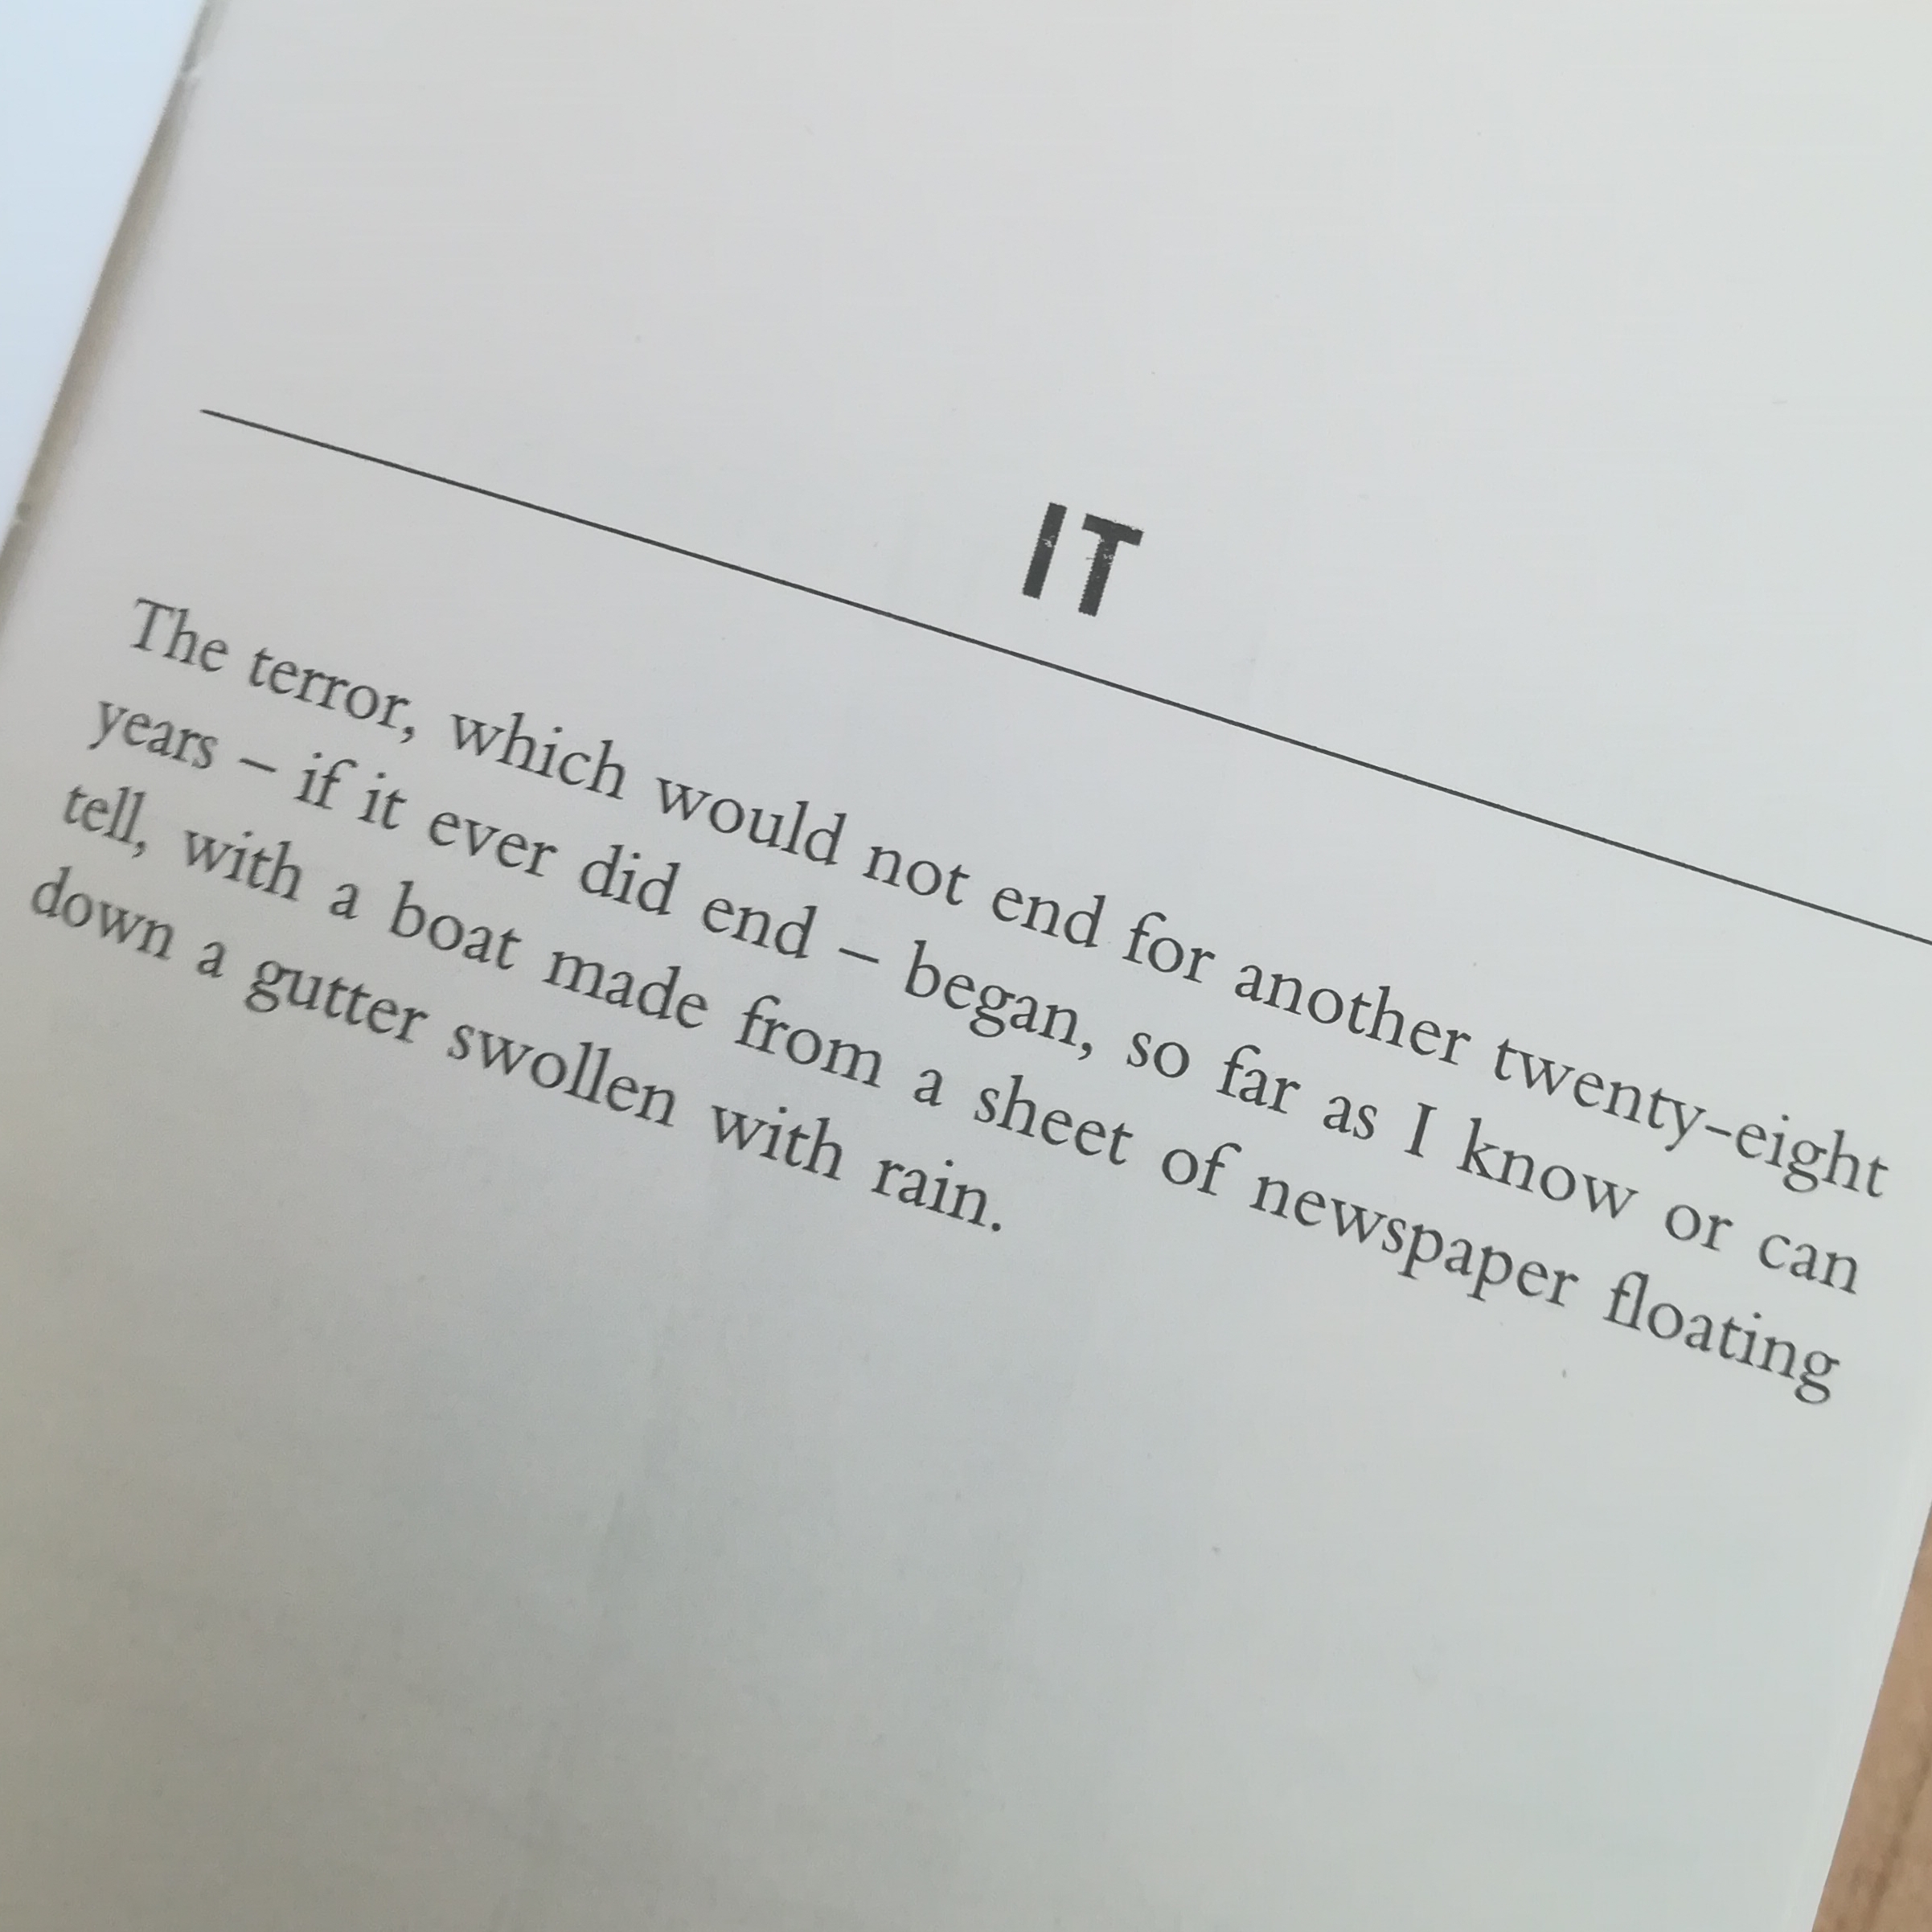 IT
The terror, which would not end for another twenty-eight
years – if it ever did end – began, so far as I know or can
tell, with a boat made from a sheet of newspaper floating
down a gutter swollen with rain.